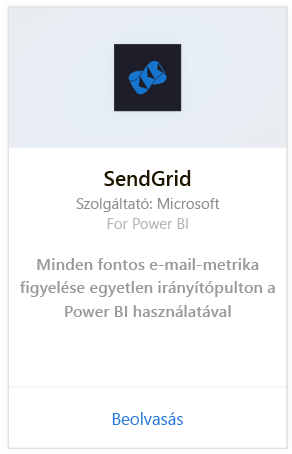 SendGrid
Szolgáltató: Microsoft
For Power BI
Minden fontos e-mail-metrika
figyelése egyetlen irányítópulton a
Power BI használatával
Beolvasás